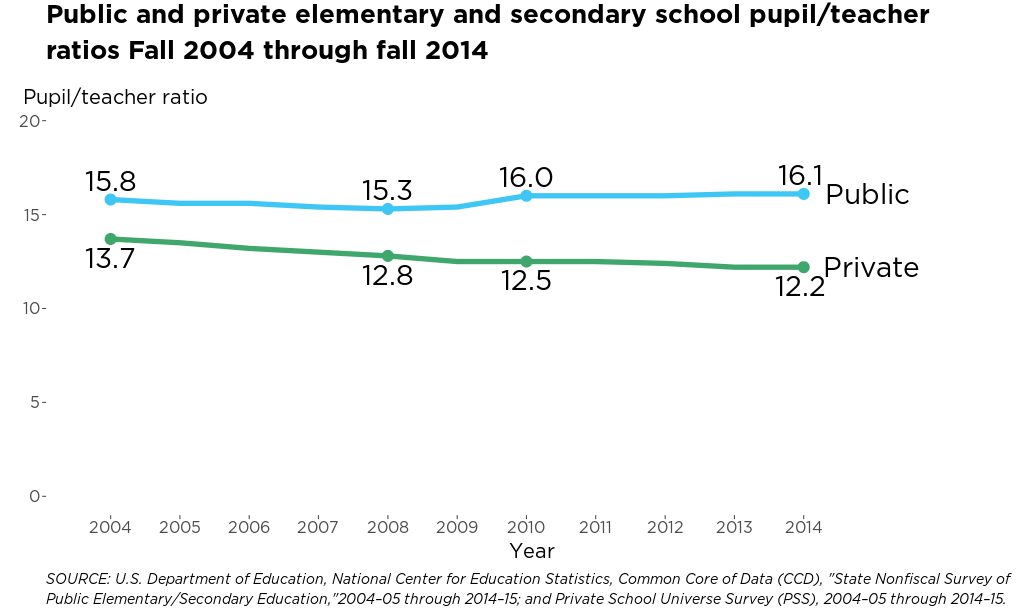 Public and private elementary and secondary school pupil/teacher
ratios Fall 2004 through fall 2014
Pupil/teacher ratio
20-
15.8
15.3
16.0
16.1
Public
15-
13.7
12.8
12.5
12.2
Private
10-
5-
0-
2004 2005 2006 2007 2008 2009 2010 2011 2012 2013 2014
Year
SOURCE: U.S. Department of Education, National Center for Education Statistics, Common Core of Data (CCD), "State Nonfiscal Survey of
Public Elementary/Secondary Education,"2004–05 through 2014–15; and Private School Universe Survey (PSS), 2004–05 through 2014–15.